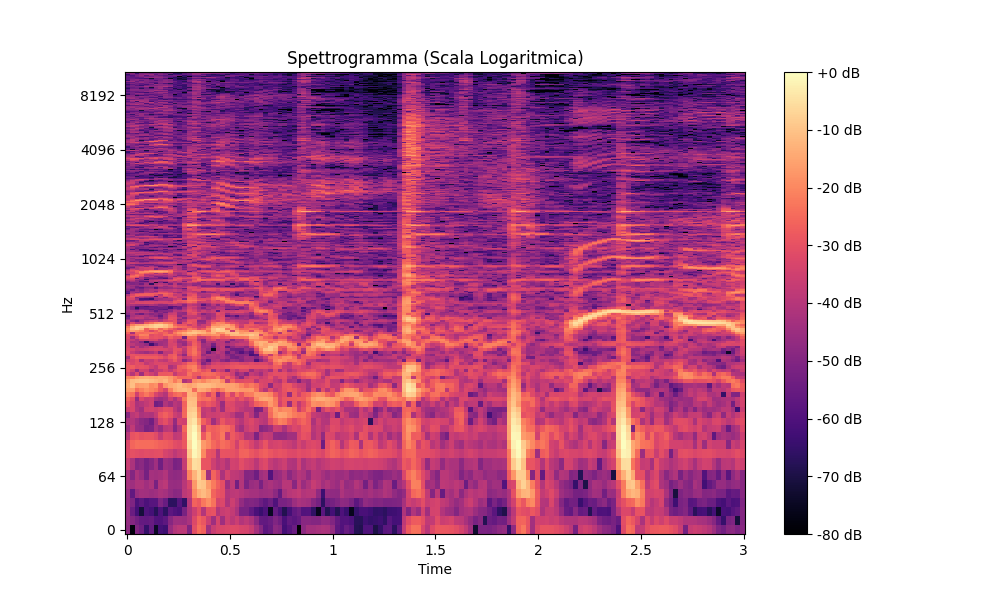 Spettrogramma (Scala Logaritmica)
8192
4096
2048
1024
512
256
128
64
0
Hz
0
0.5
1
1.5
2
2.5
3
Time
+0 dB
-10 dB
-20 dB
-30 dB
-40 dB
-50 dB
-60 dB
-70 dB
-80 dB